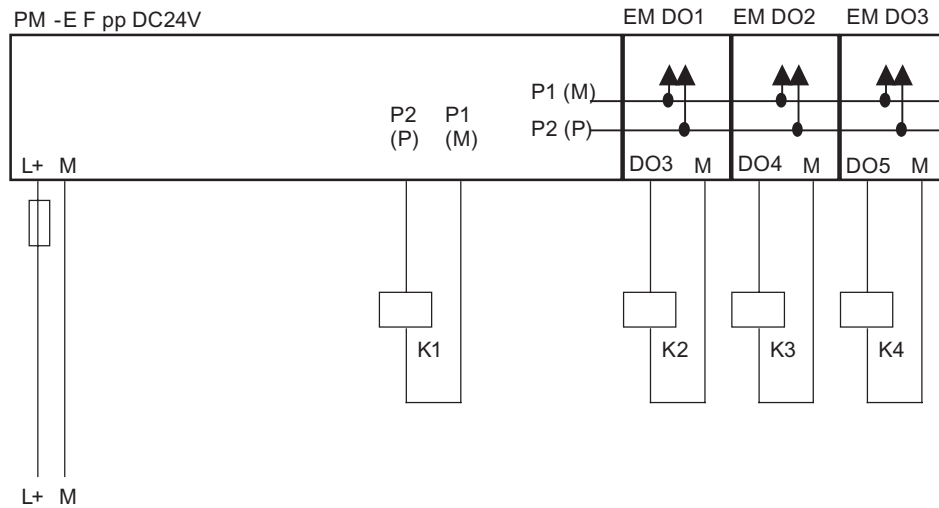 PM -E F pp DC24V
EM DO1 EM DO2 EM DO3
P1 (M)
P2 P1
P2 (P)
(P) (M)
L+ M
DO3 M DO4 M DO5 M
K1 K2 K3 K4
L+ M